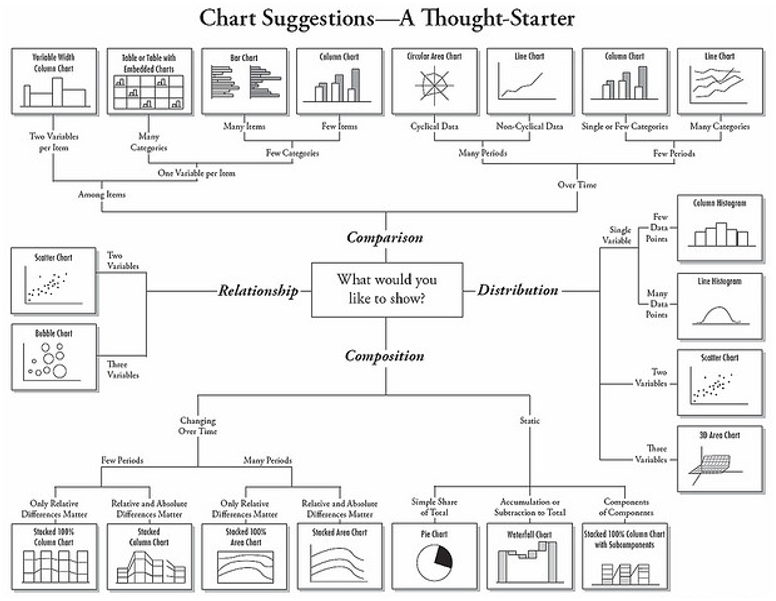 Chart Suggestions—A Thought-Starter
Variable Width
Column Chart
Table or Table with
Embedded Charts
Bar Chart
Column Chart
Circular Area Chart
Line Chart
Column Chart
Line Chart
Two Variables
per Item
Many
Categories
Many Items
Few Items
Cyclical Data
Non-Cyclical Data
Single or Few Categories
Many Categories
Few Categories
Many Periods
Few Periods
One Variable per Item
Among Items
Over Time
Comparison
What would you
like to show?
Relationship
Two
Variables
Scatter Chart
Three
Variables
Bubble Chart
Distribution
Single
Variable
Few
Data
Points
Column Histogram
Many
Data
Points
Line Histogram
Two
Variables
Scatter Chart
Three
Variables
3D Area Chart
Composition
Changing
Over Time
Static
Few Periods
Many Periods
Only Relative
Differences Matter
Relative and Absolute
Differences Matter
Only Relative
Differences Matter
Relative and Absolute
Differences Matter
Simple Share
of Total
Accumulation or
Subtraction to Total
Components
of Components
Stacked 100%
Column Chart
Stacked
Column Chart
Stacked 100%
Area Chart
Stacked Area Chart
Pie Chart
Waterfall Chart
Stacked 100% Column Chart
with Subcomponents